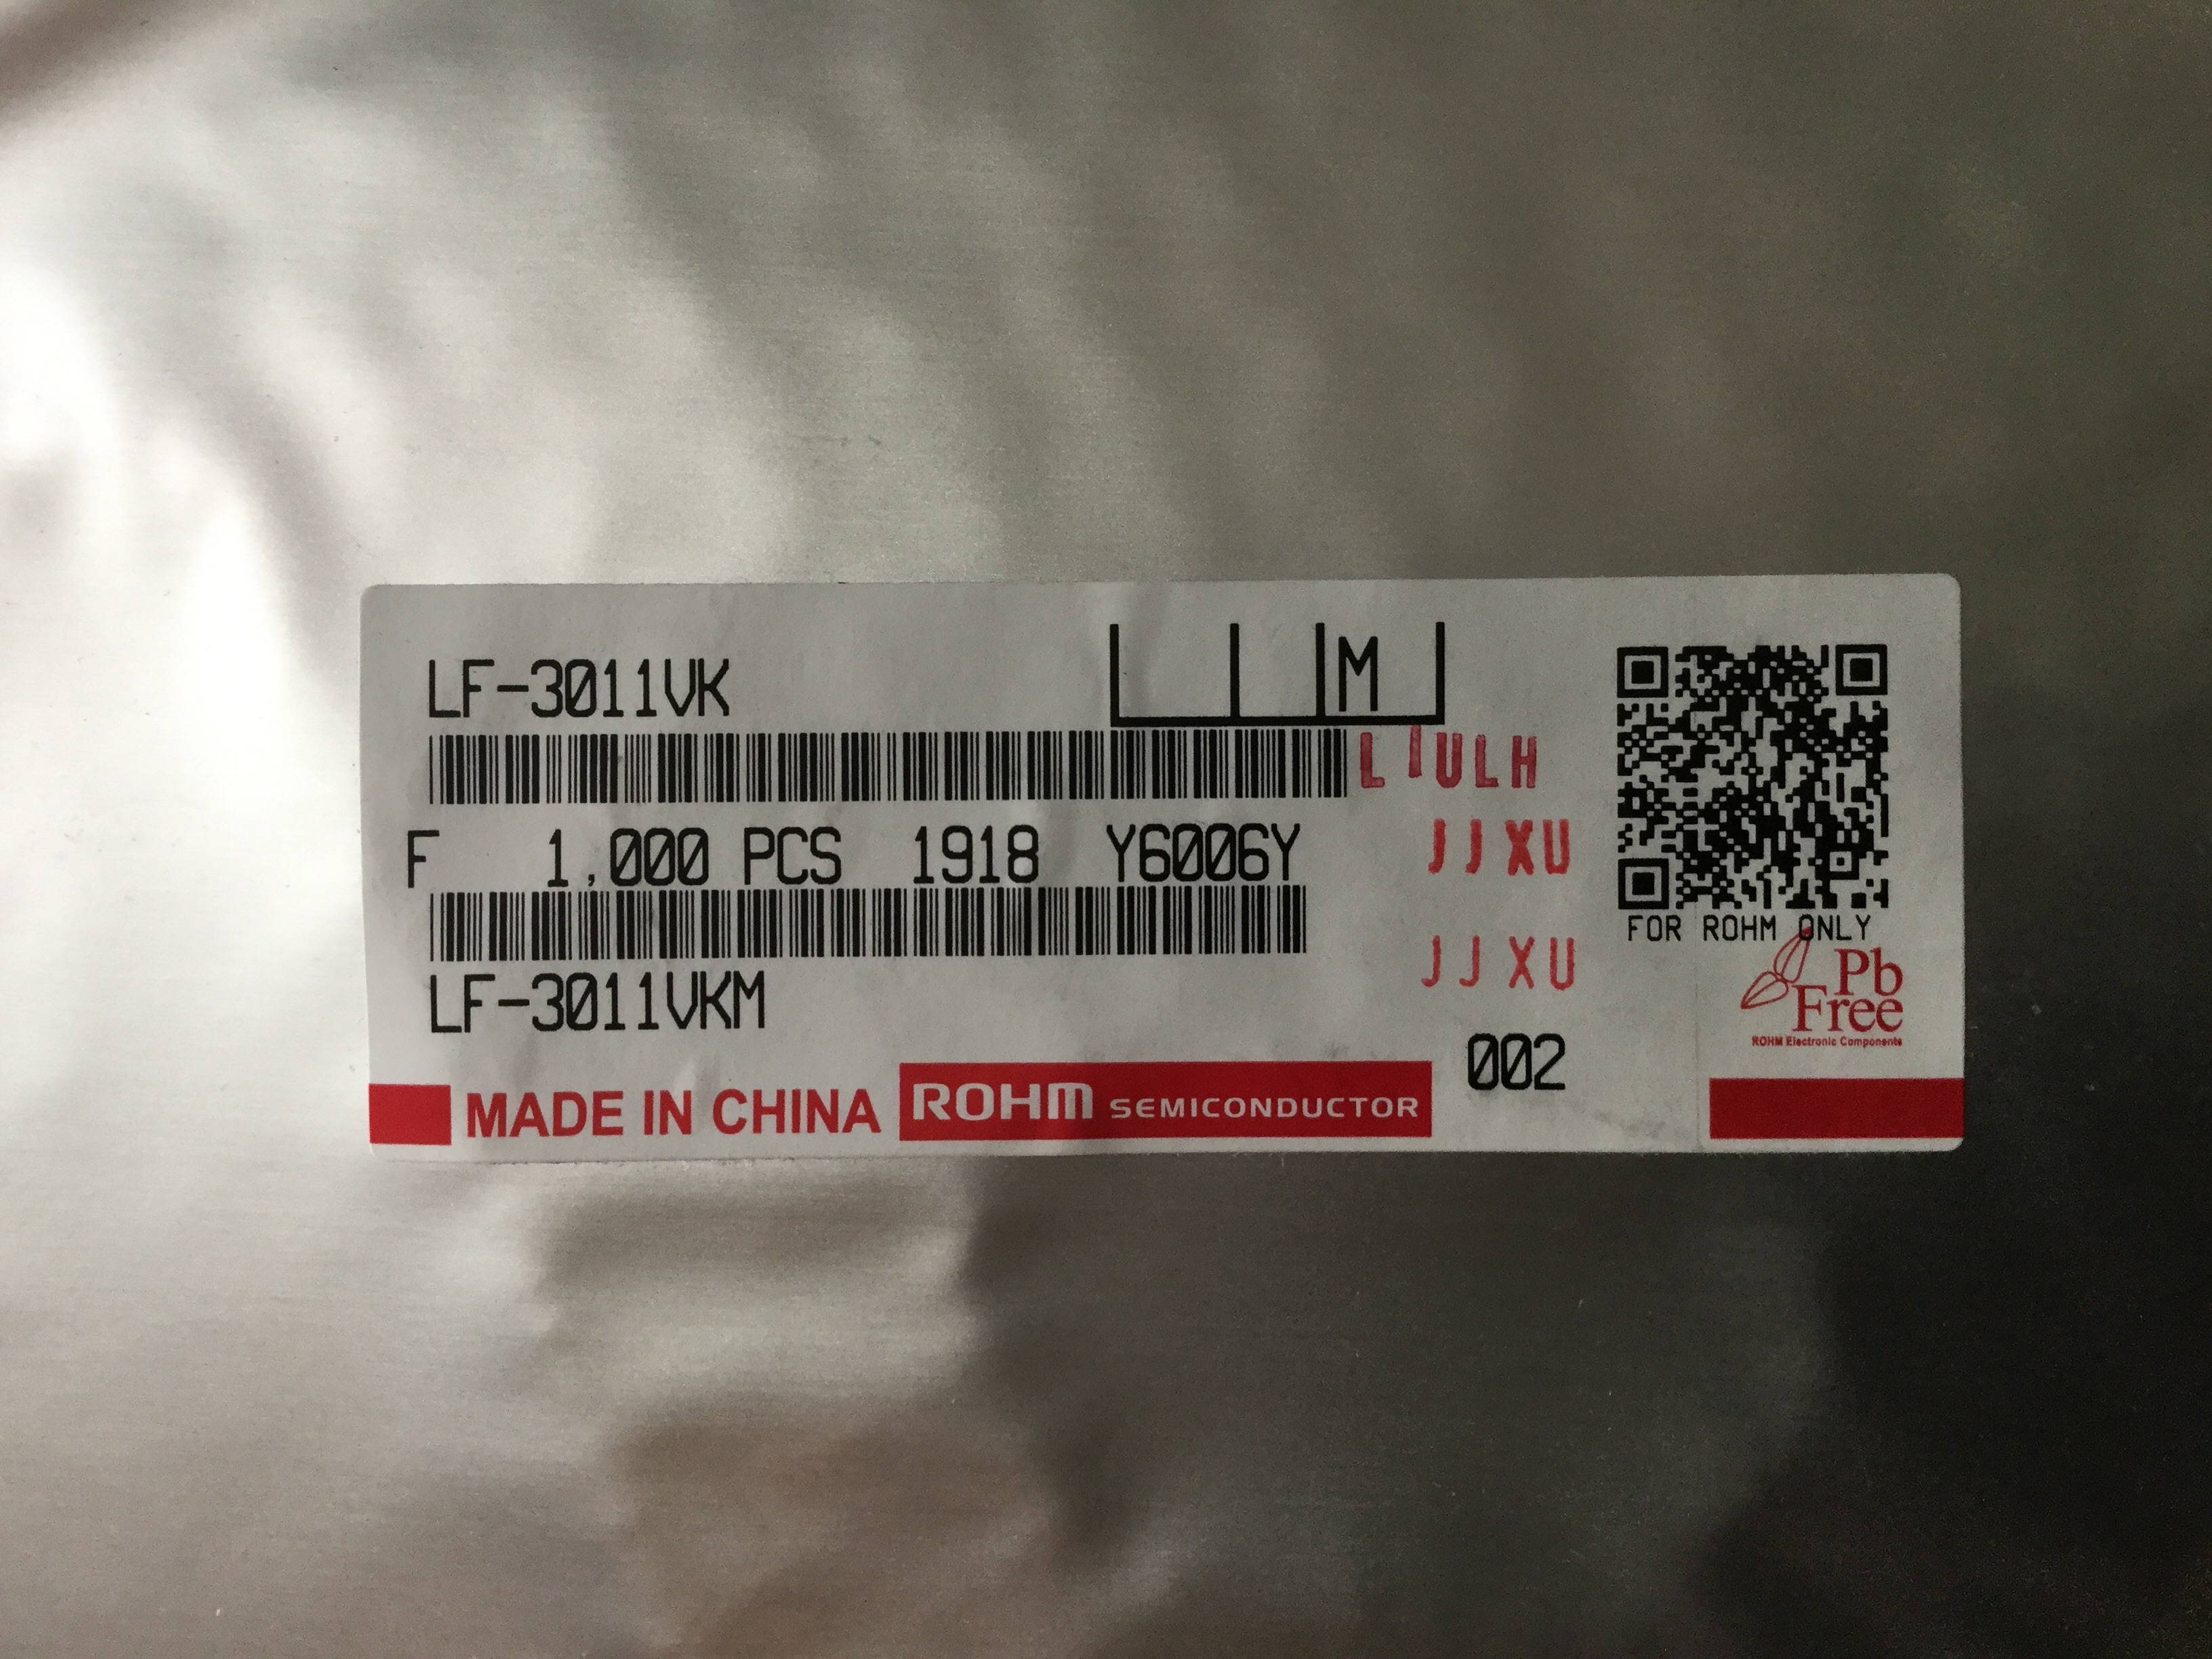 LF-3011VK
M
L I ULH
F 1,000 PCS 1918 Y6006Y
JJXU
FOR ROHM ONLY
JJXU
LF-3011VKM
Pb
Free
ROHM Electronic Components
002
MADE IN CHINA ROHM SEMICONDUCTOR